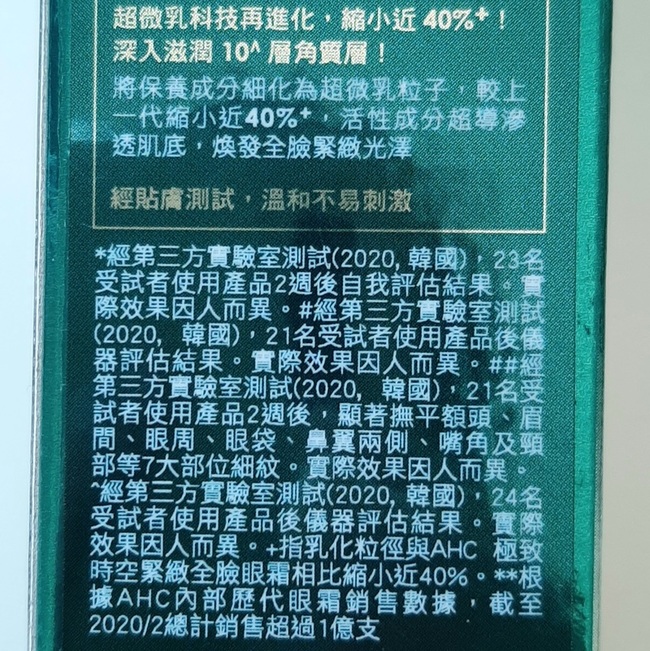 超微乳科技再進化，縮小近40%+！
深入滋潤10^層角質層！
將保養成分細化為超微乳粒子，較上
一代縮小近40%+，活性成分超導滲
透肌底，煥發全臉緊緻光澤
經貼膚測試，溫和不易刺激
*經第三方實驗室測試(2020, 韓國)，23名
受試者使用產品2週後自我評估結果。實
際效果因人而異。#經第三方實驗室測試
(2020, 韓國)，21名受試者使用產品後儀
器評估結果。實際效果因人而異。##經
第三方實驗室測試(2020, 韓國)，21名受
試者使用產品2週後，顯著撫平額頭、眉
間、眼周、眼袋、鼻翼兩側、嘴角及頸
部等7大部位細紋。實際效果因人而異。
^經第三方實驗室測試(2020, 韓國)，24名
受試者使用產品後儀器評估結果。實際
效果因人而異。+指乳化粒徑與AHC 極致
時空緊緻全臉眼霜相比縮小近40%。**根
據AHC內部歷代眼霜銷售數據，截至
2020/2總計銷售超過1億支